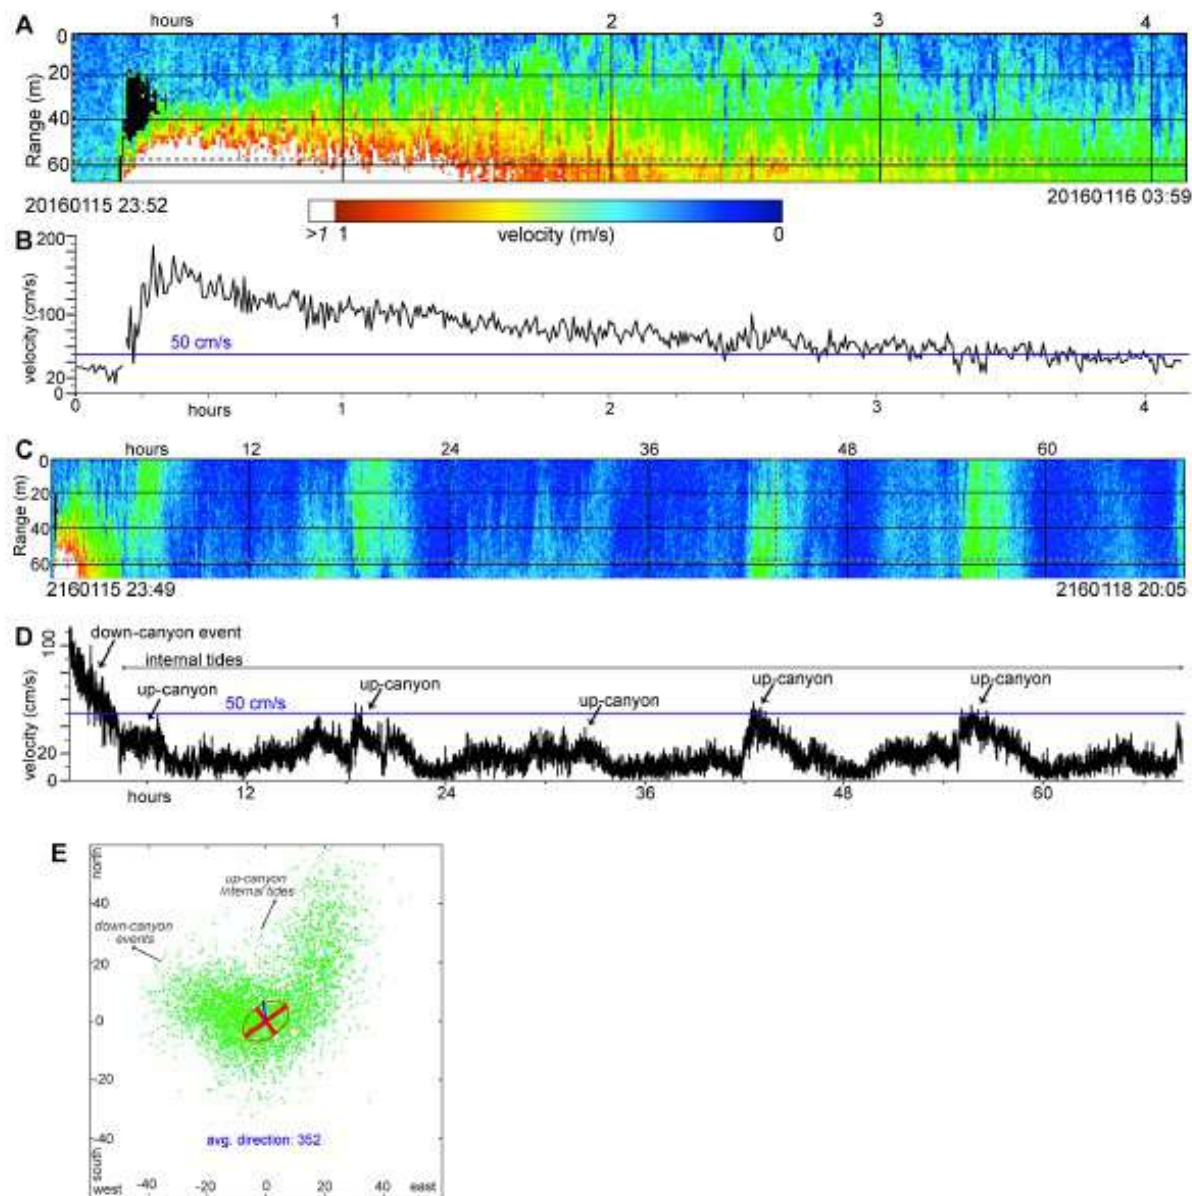 A hours 1 2 3 4
0
20
40
60
Range (m)
20160115 23:52 20160116 03:59
>1 1 velocity (m/s) 0
B 200
100
20
0
velocity (cm/s)
50 cm/s
0 hours 1 2 3 4
C hours 12 24 36 48 60
0
20
40
60
Range (m)
2160115 23:49 2160118 20:05
D down-canyon event
internal tides
up-canyon
up-canyon
up-canyon
up-canyon
up-canyon
50 cm/s
100
20
0
velocity (cm/s)
hours 12 24 36 48 60
E north
up-canyon
internal tides
down-canyon
events
40
20
0
-20
-40
avg. direction: 352
south
west -40 -20 0 20 40 east